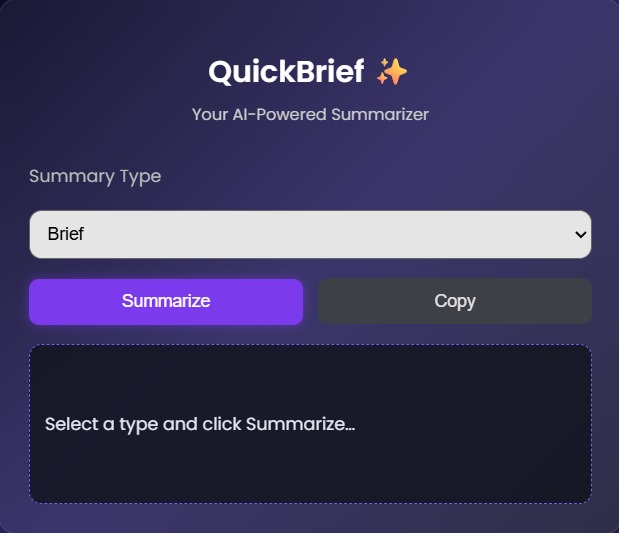 QuickBrief ✨
Your AI-Powered Summarizer
Summary Type
Brief
Summarize
Copy
Select a type and click Summarize...